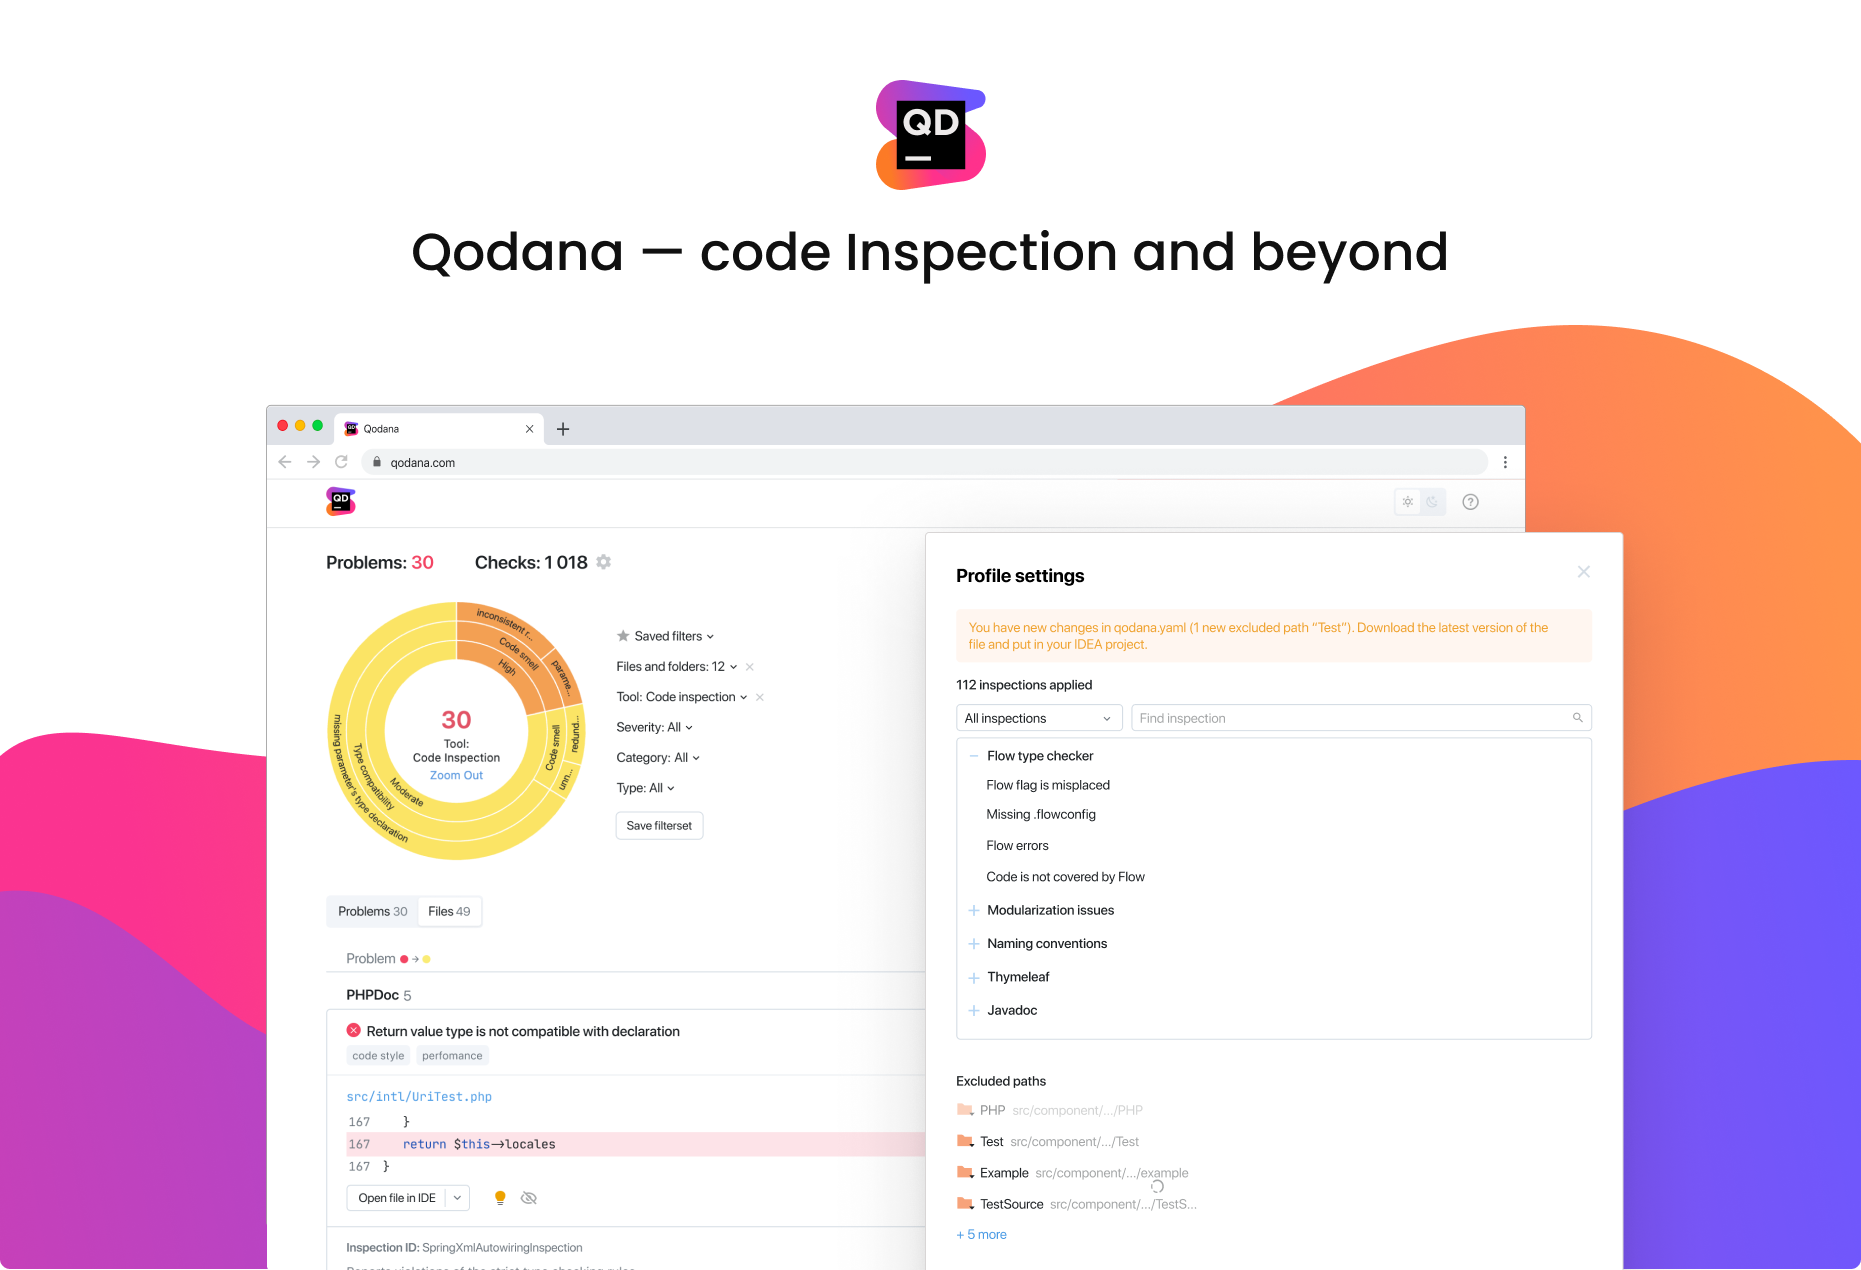 QD
Qodana — code Inspection and beyond
Qodana
qodana.com
QD
Problems: 30
Checks: 1 018
inconsistent r...
Code smell
High
parame...
Code smell
redund...
unn...
Moderate
Type compatibility
missing parameter's type declaration
30
Tool:
Code Inspection
Zoom Out
Saved filters
Files and folders: 12
Tool: Code inspection
Severity: All
Category: All
Type: All
Save filterset
Problems 30
Files 49
Problem
PHPDoc 5
Return value type is not compatible with declaration
code style
perfomance
src/intl/UriTest.php
167 }
167 return $this→locales
167 }
Open file in IDE
Inspection ID: SpringXmlAutowiringInspection
Profile settings
You have new changes in qodana.yaml (1 new excluded path “Test”). Download the latest version of the
file and put in your IDEA project.
112 inspections applied
All inspections
Find inspection
Flow type checker
Flow flag is misplaced
Missing .flowconfig
Flow errors
Code is not covered by Flow
Modularization issues
Naming conventions
Thymeleaf
Javadoc
Excluded paths
PHP src/component/.../PHP
Test src/component/.../Test
Example src/component/.../example
TestSource src/component/.../TestS...
+ 5 more